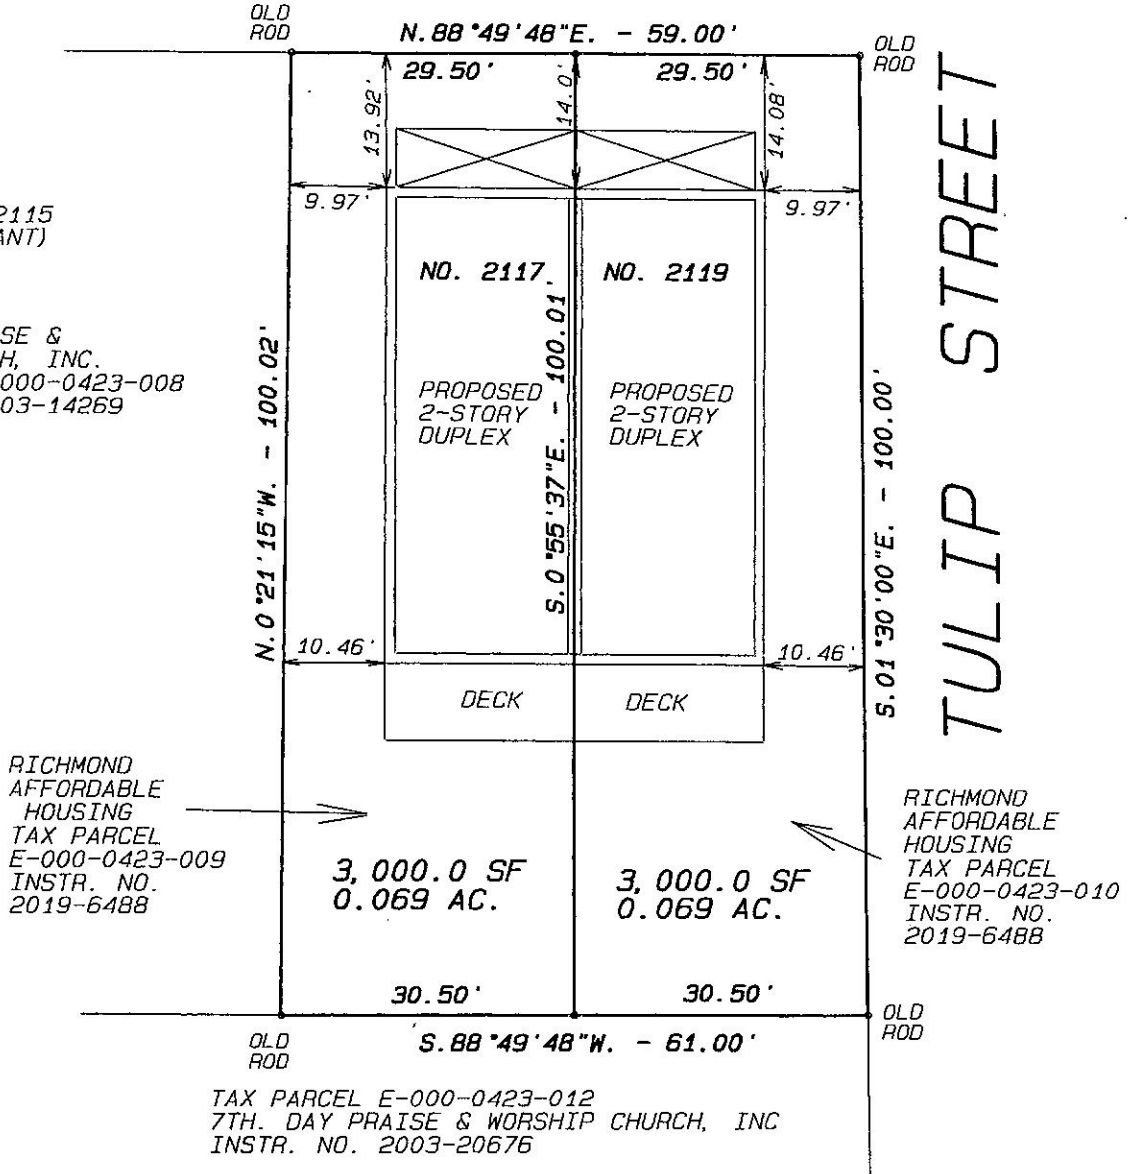 OLD
ROD
N.88°49'48"E. - 59.00'
OLD
ROD
29.50'
29.50'
13.92'
14.0'
14.08'
9.97'
9.97'
2115
NO. 2117
NO. 2119
SE &
H, INC.
000-0423-008
03-14269
N.0°21'15"W. - 100.02'
PROPOSED
2-STORY
DUPLEX
S.0°55'37"E. - 100.01'
PROPOSED
2-STORY
DUPLEX
S.01°30'00"E. - 100.00'
TULIP STREET
10.46'
10.46'
DECK
DECK
RICHMOND
AFFORDABLE
HOUSING
TAX PARCEL
E-000-0423-009
INSTR. NO.
2019-6488
3,000.0 SF
0.069 AC.
3,000.0 SF
0.069 AC.
RICHMOND
AFFORDABLE
HOUSING
TAX PARCEL
E-000-0423-010
INSTR. NO.
2019-6488
30.50'
30.50'
OLD
ROD
S.88°49'48"W. - 61.00'
OLD
ROD
TAX PARCEL E-000-0423-012
7TH. DAY PRAISE & WORSHIP CHURCH, INC
INSTR. NO. 2003-20676